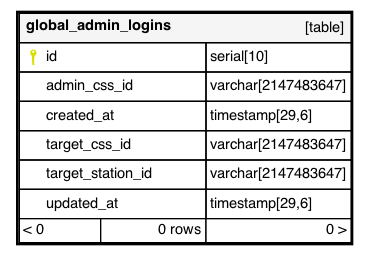 global_admin_logins [table]
id serial[10]
admin_css_id varchar[2147483647]
created_at timestamp[29,6]
target_css_id varchar[2147483647]
target_station_id varchar[2147483647]
updated_at timestamp[29,6]
< 0 0 rows 0 >